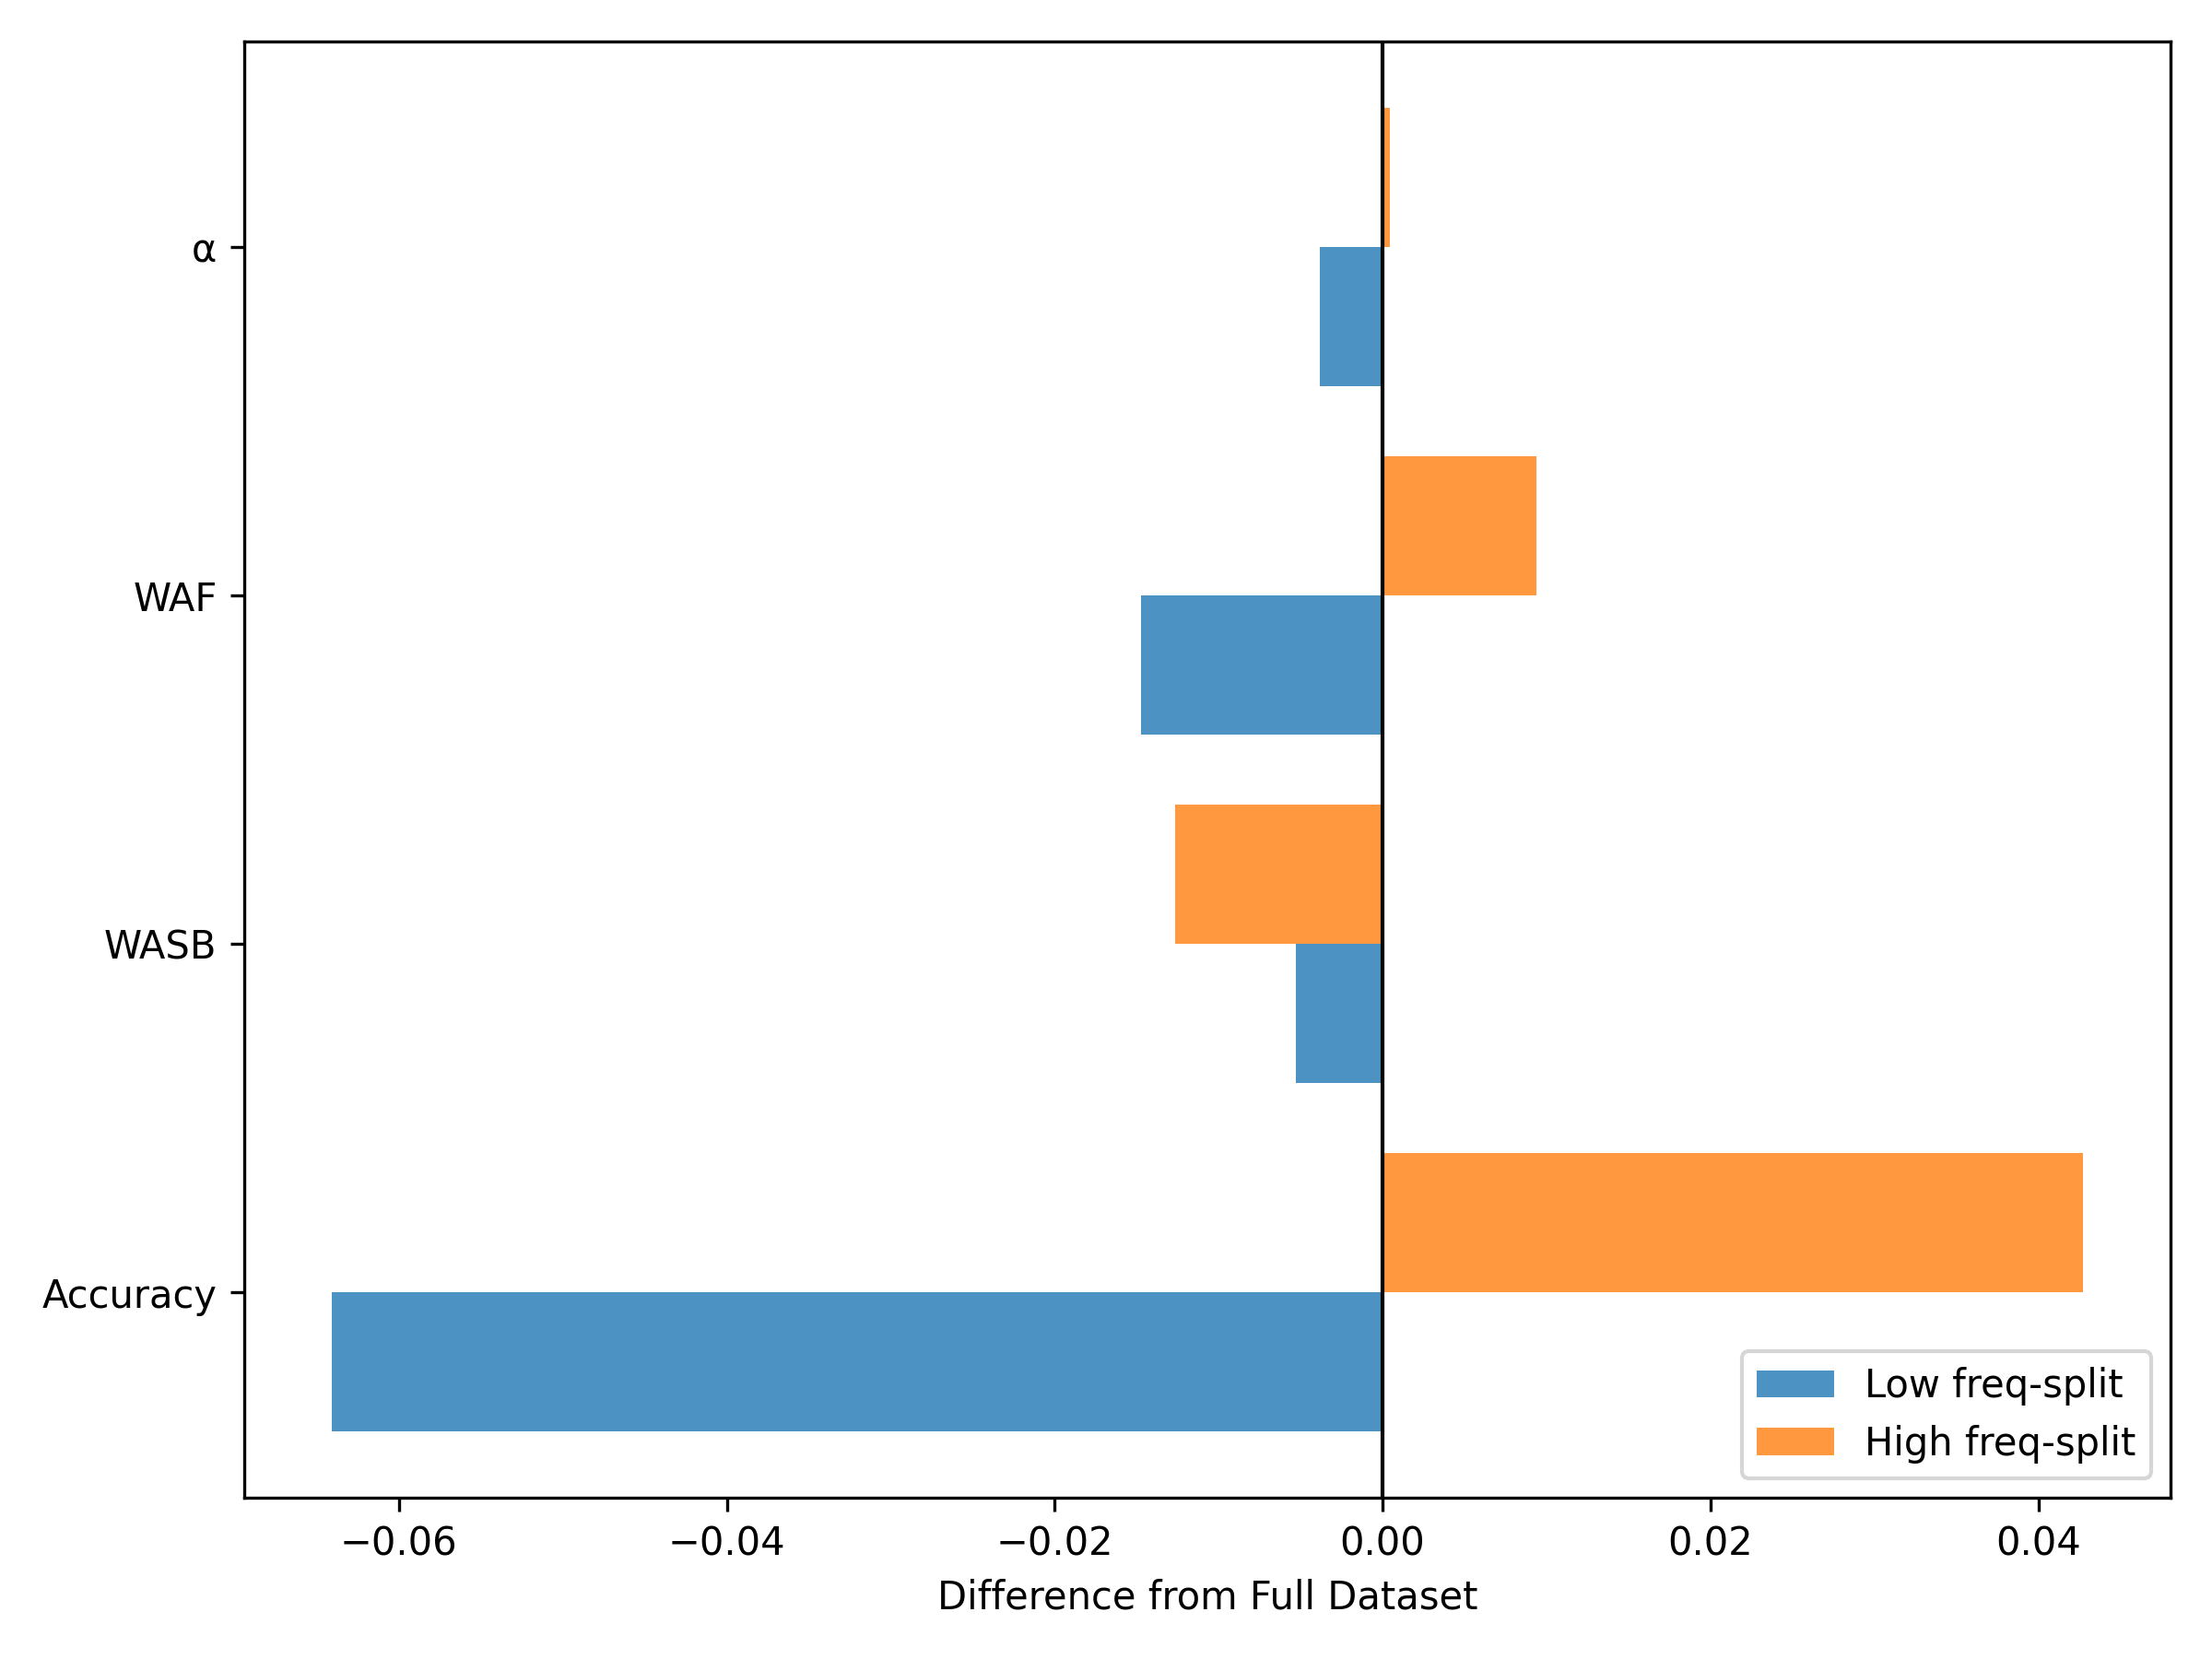 α
WAF
WASB
Accuracy
Low freq-split
High freq-split
−0.06 −0.04 −0.02 0.00 0.02 0.04
Difference from Full Dataset